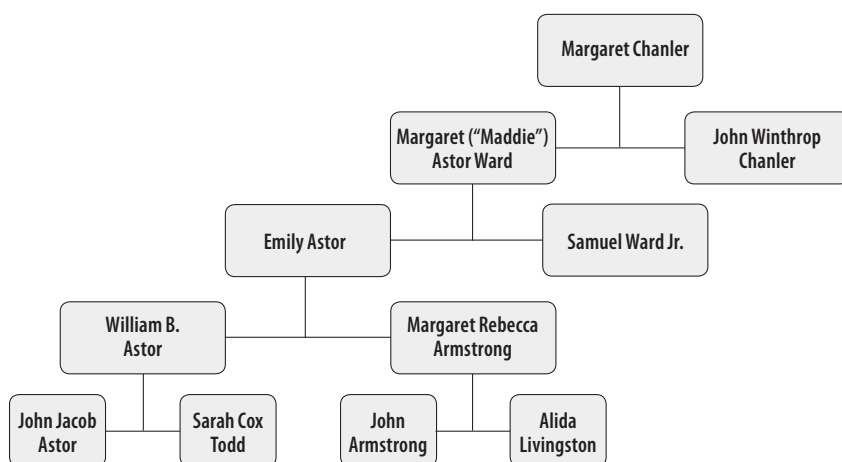 Margaret Chanler
Margaret (“Maddie”)
Astor Ward
John Winthrop
Chanler
Emily Astor
Samuel Ward Jr.
William B.
Astor
Margaret Rebecca
Armstrong
John Jacob
Astor
Sarah Cox
Todd
John
Armstrong
Alida
Livingston